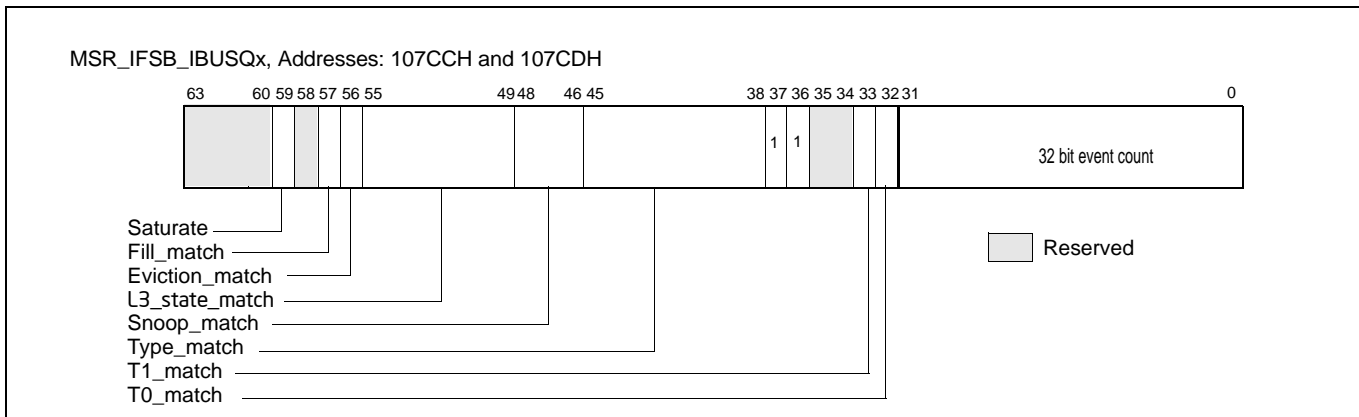 MSR_IFSB_IBUSQx, Addresses: 107CCH and 107CDH
63 60 59 58 57 56 55 49 48 46 45 38 37 36 35 34 33 32 31 0
1 1 32 bit event count
Saturate
Fill_match
Eviction_match
L3_state_match
Snoop_match
Type_match
T1_match
T0_match
Reserved